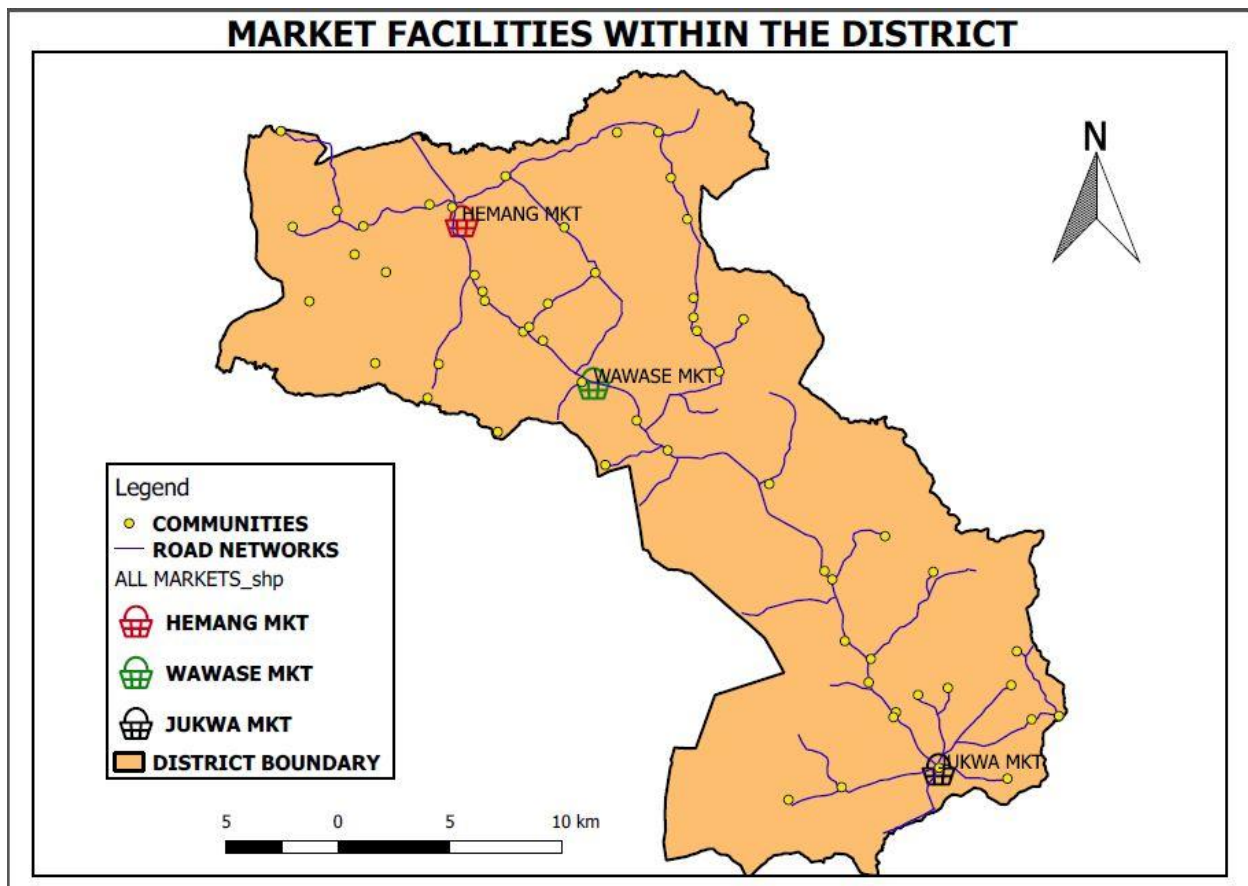 MARKET FACILITIES WITHIN THE DISTRICT
N
HEMANG MKT
WAWASE MKT
JUKWA MKT
Legend
COMMUNITIES
ROAD NETWORKS
ALL MARKETS_shp
HEMANG MKT
WAWASE MKT
JUKWA MKT
DISTRICT BOUNDARY
5 0 5 10 km